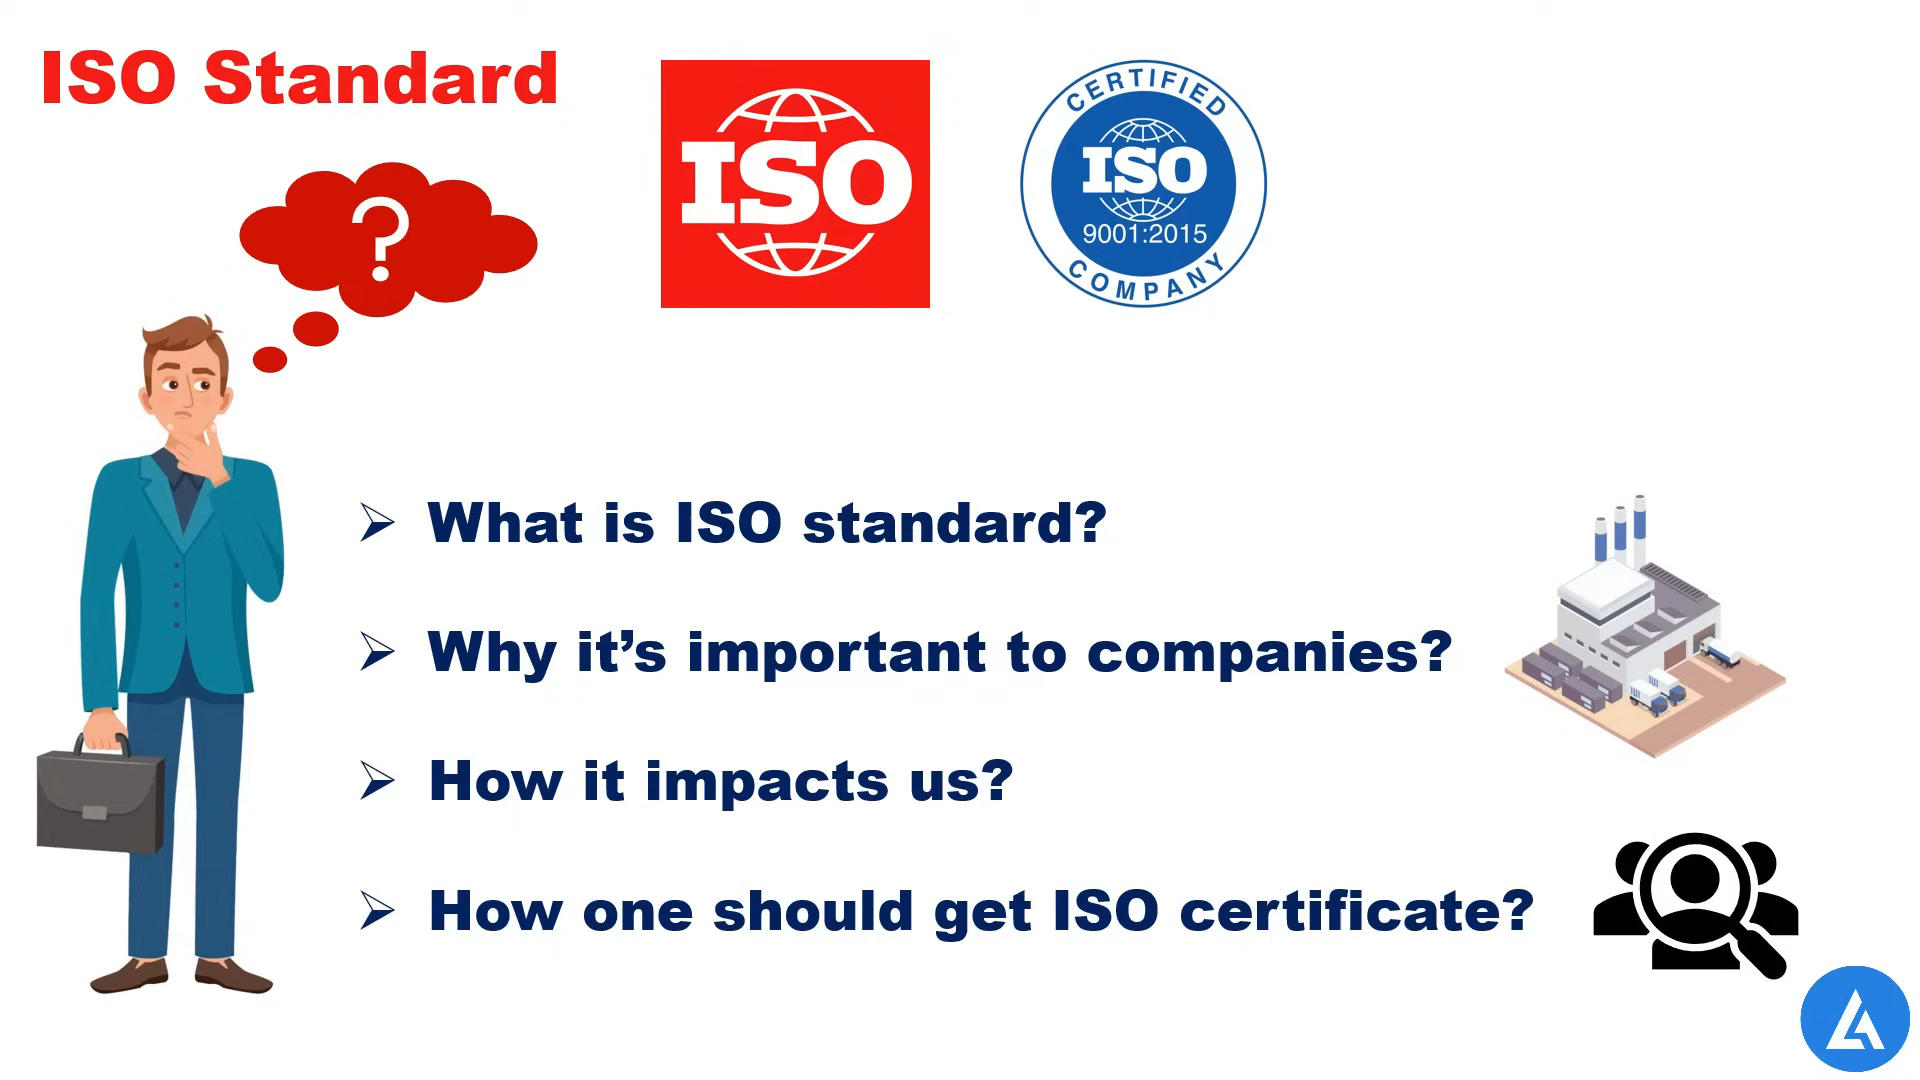 ISO Standard
?
ISO
CERTIFIED
ISO
9001:2015
COMPANY
What is ISO standard?
Why it’s important to companies?
How it impacts us?
How one should get ISO certificate?